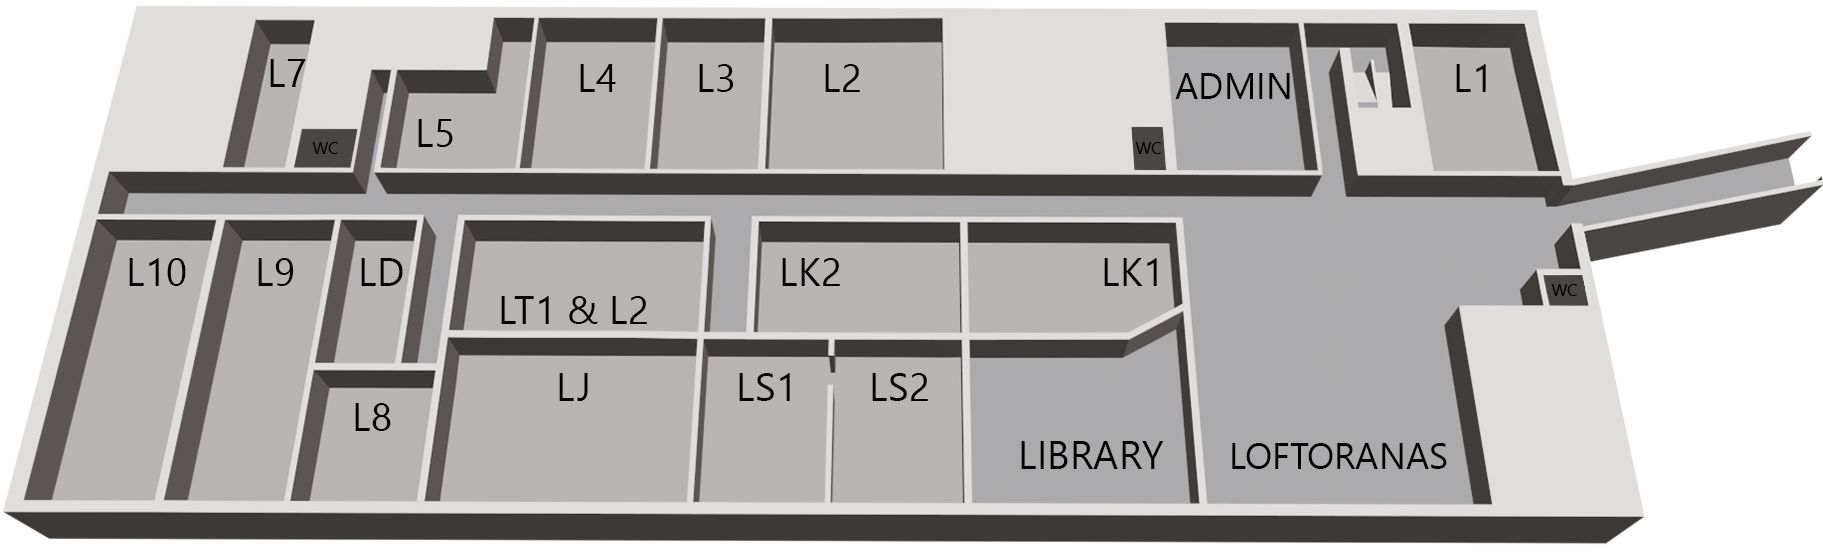 L7
L4
L3
L2
L1
ADMIN
L5
WC
WC
L10
L9
LD
LK2
LK1
WC
LT1 & L2
LJ
LS1
LS2
L8
LIBRARY
LOFTORANAS